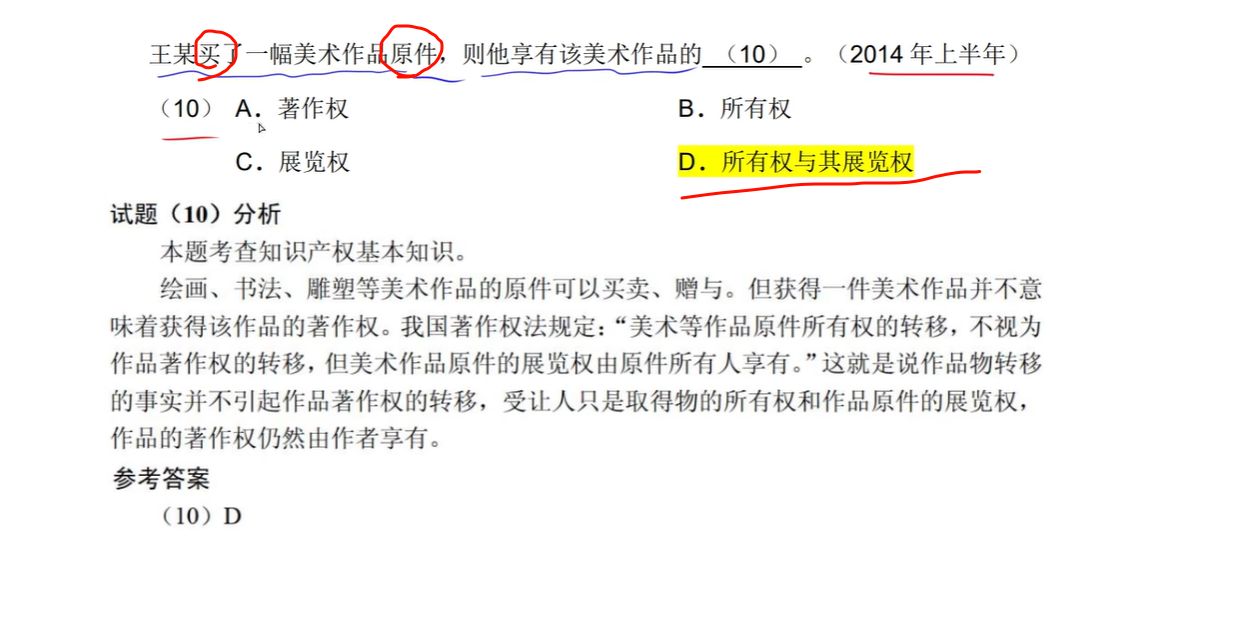 王某买了一幅美术作品原件，则他享有该美术作品的 （10） 。（2014 年上半年）
（10） A．著作权 B．所有权
C．展览权 D．所有权与其展览权
试题（10）分析
本题考查知识产权基本知识。
绘画、书法、雕塑等美术作品的原件可以买卖、赠与。但获得一件美术作品并不意
味着获得该作品的著作权。我国著作权法规定：“美术等作品原件所有权的转移，不视为
作品著作权的转移，但美术作品原件的展览权由原件所有人享有。”这就是说作品物转移
的事实并不引起作品著作权的转移，受让人只是取得物的所有权和作品原件的展览权，
作品的著作权仍然由作者享有。
参考答案
（10）D